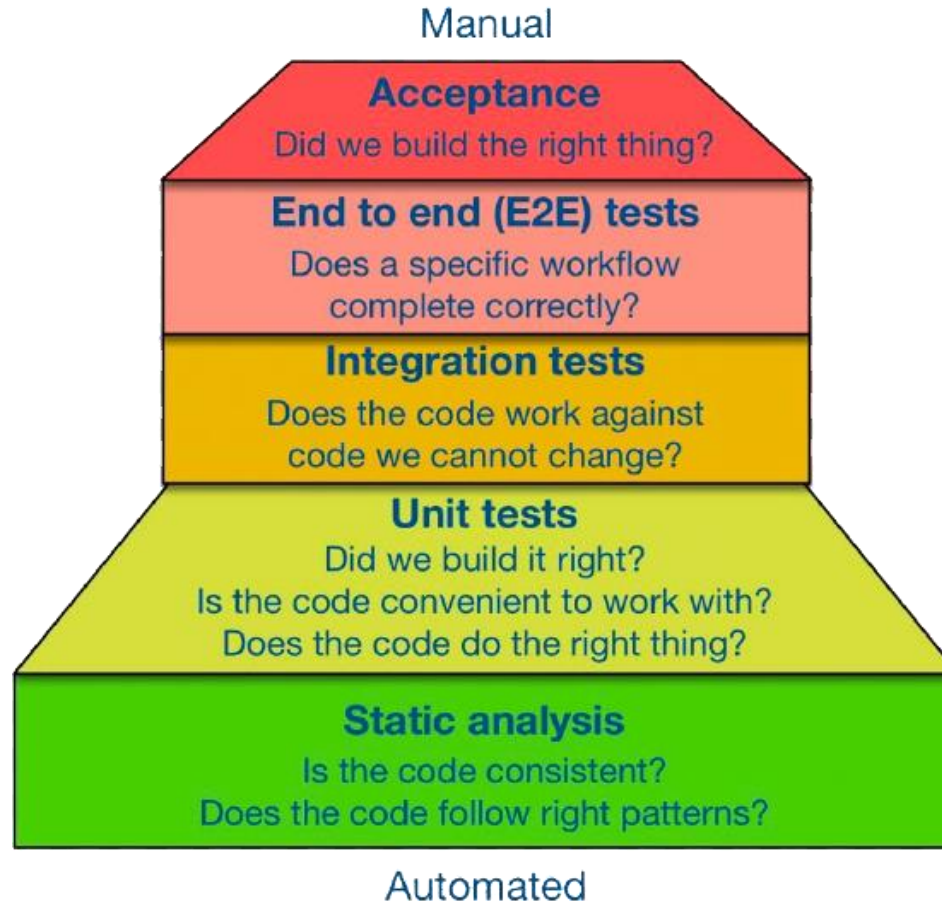 Manual
Acceptance
Did we build the right thing?
End to end (E2E) tests
Does a specific workflow
complete correctly?
Integration tests
Does the code work against
code we cannot change?
Unit tests
Did we build it right?
Is the code convenient to work with?
Does the code do the right thing?
Static analysis
Is the code consistent?
Does the code follow right patterns?
Automated